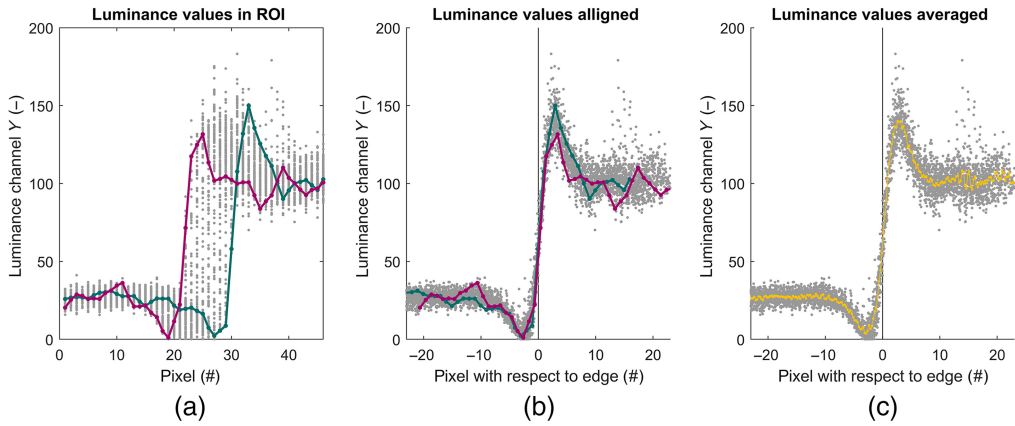 Luminance values in ROI
200
150
100
50
0
Luminance channel Y (–)
0 10 20 30 40
Pixel (#)
(a)
Luminance values alligned
200
150
100
50
0
Luminance channel Y (–)
−20 −10 0 10 20
Pixel with respect to edge (#)
(b)
Luminance values averaged
200
150
100
50
0
Luminance channel Y (–)
−20 −10 0 10 20
Pixel with respect to edge (#)
(c)